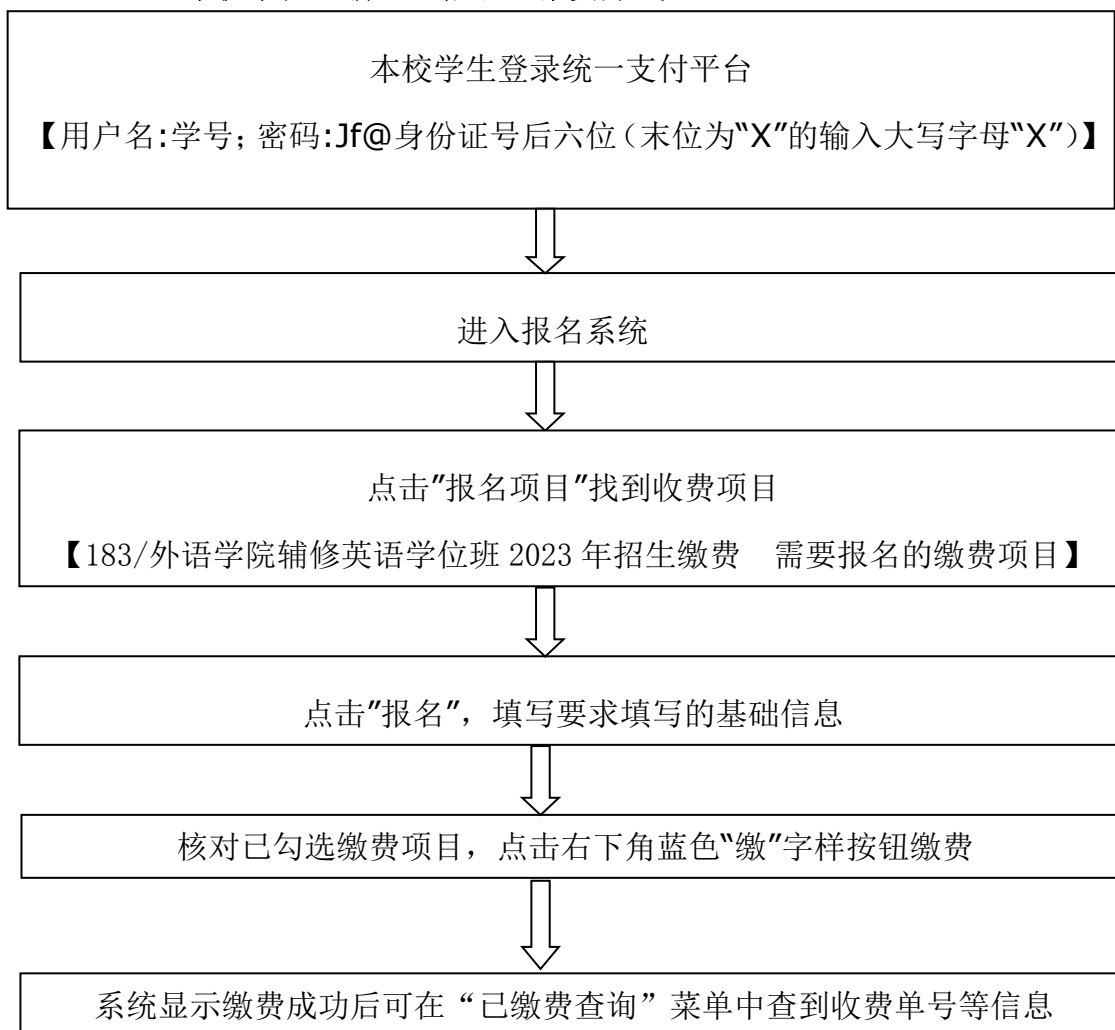 本校学生登录统一支付平台
【用户名:学号；密码:Jf@身份证号后六位（末位为“X”的输入大写字母“X”）】
进入报名系统
点击”报名项目”找到收费项目
【183/外语学院辅修英语学位班 2023 年招生缴费　需要报名的缴费项目】
点击”报名”，填写要求填写的基础信息
核对已勾选缴费项目，点击右下角蓝色“缴”字样按钮缴费
系统显示缴费成功后可在“已缴费查询”菜单中查到收费单号等信息